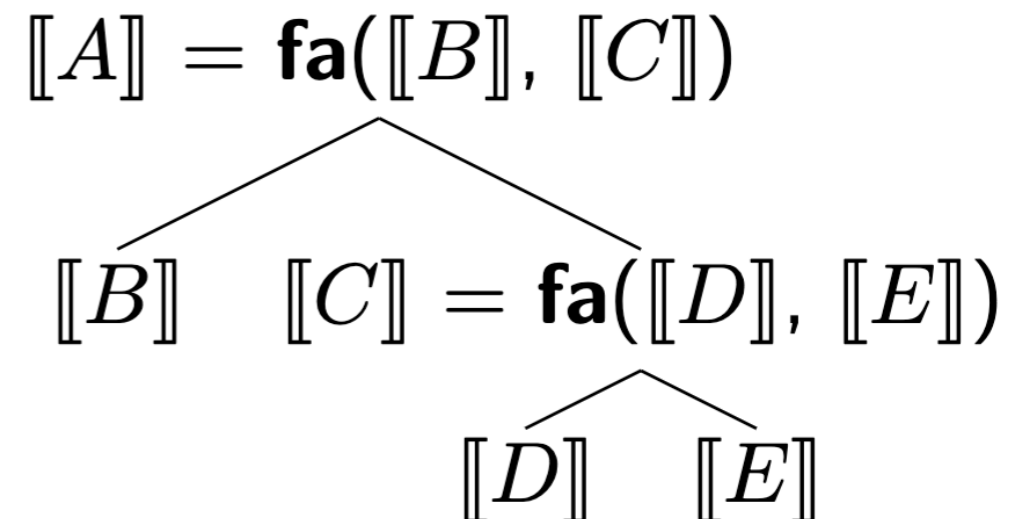 ⟦A⟧ = fa(⟦B⟧, ⟦C⟧)
⟦B⟧ ⟦C⟧ = fa(⟦D⟧, ⟦E⟧)
⟦D⟧ ⟦E⟧